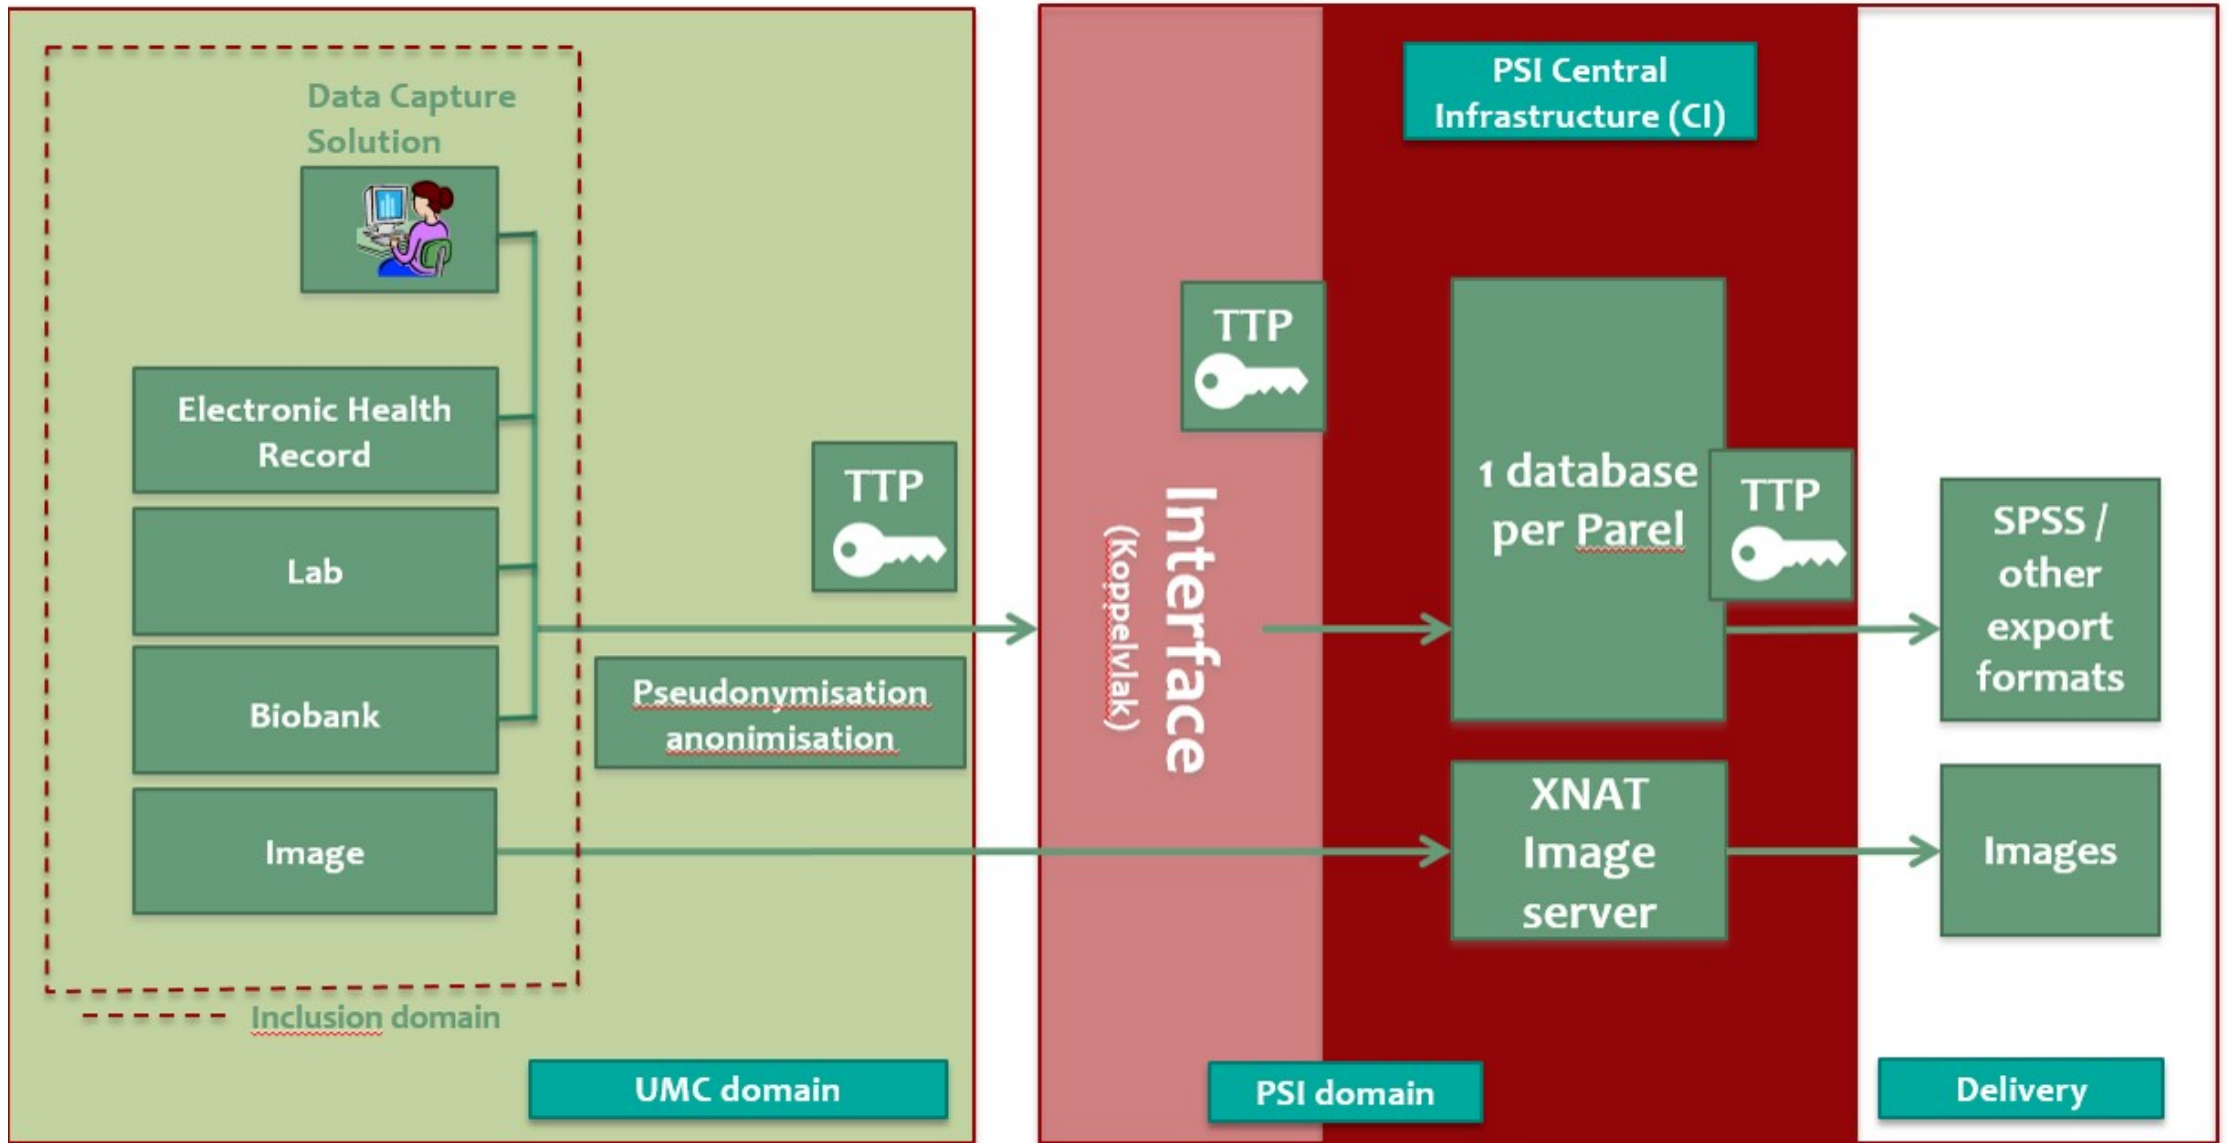 Data Capture
Solution
Electronic Health
Record
Lab
Biobank
Image
Inclusion domain
TTP
Pseudonymisation
anonimisation
UMC domain
Interface
(Koppelvlak)
TTP
PSI Central
Infrastructure (CI)
1 database
per Parel
TTP
XNAT
Image
server
PSI domain
SPSS /
other
export
formats
Images
Delivery